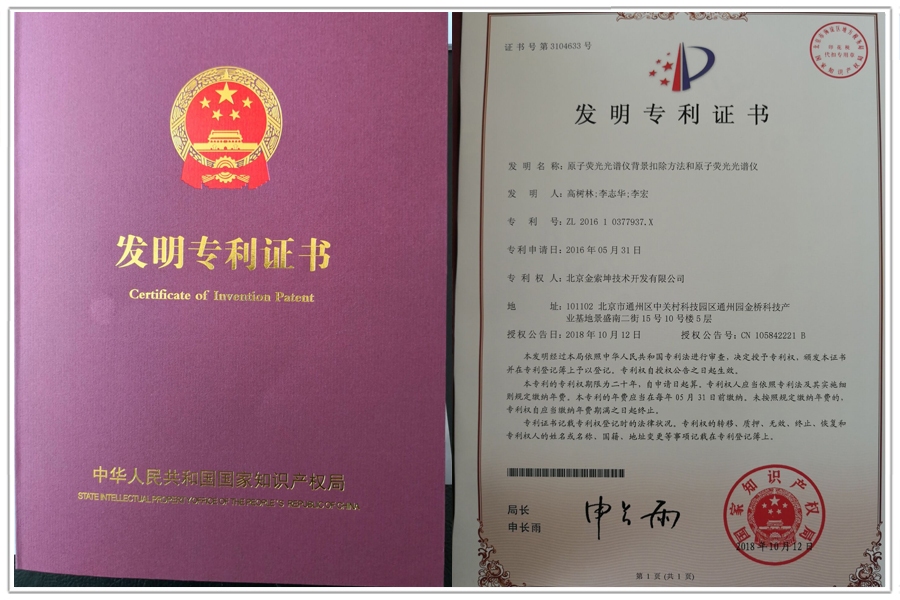 发明专利证书
Certificate of Invention Patent
中华人民共和国国家知识产权局
STATE INTELLECTUAL PROPERTY OFFICE OF THE PEOPLE'S REPUBLIC OF CHINA
证书号第3104633号
发明专利证书
发明名称：原子荧光光谱仪背景扣除方法和原子荧光光谱仪
发明人：高树林;李志华;李宏
专利号：ZL 2016 1 0377937.X
专利申请日：2016年05月31日
专利权人：北京金索坤技术开发有限公司
地址：101102 北京市通州区中关村科技园区通州园金桥科技产
业基地景盛南二街15号10号楼5层
授权公告日：2018年10月12日 授权公告号：CN 105842221 B
本发明经过本局依照中华人民共和国专利法进行审查，决定授予专利权，颁发本证书
并在专利登记簿上予以登记。专利权自授权公告之日起生效。
本专利的专利权期限为二十年，自申请日起算。专利权人应当依照专利法及其实施细
则规定缴纳年费。本专利的年费应当在每年05月31日前缴纳。未按照规定缴纳年费的，
专利权自应当缴纳年费期满之日起终止。
专利证书记载专利权登记时的法律状况。专利权的转移、质押、无效、终止、恢复和
专利权人的姓名或名称、国籍、地址变更等事项记载在专利登记簿上。
局长
申长雨
申长雨
国家知识产权局
2018年10月12日
第1页(共1页)